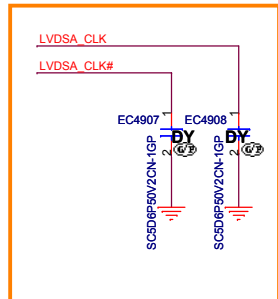 LVDSA_CLK
LVDSA_CLK#
EC4907
EC4908
1
1
DY
DY
G/P
G/P
2
2
SC5D6P50V2CN-1GP
SC5D6P50V2CN-1GP